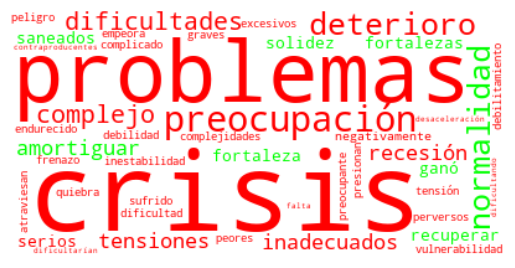 peligro
dificultades
excesivos
deterioro
saneados
empeora
graves
solidez
fortalezas
contraproducentes
complicado
problemas
normalidad
debilitamiento
complejo
preocupación
desaceleración
endurecido
debilidad
complejidades
negativamente
amortiguar
recesión
frenazo
inestabilidad
fortaleza
preocupante
presionan
ganó
dificultando
crisis
atraviesan
quiebra
sufrido
falta
tensión
dificultad
perversos
serios
tensiones
peores
inadecuados
recuperar
dificultarían
vulnerabilidad